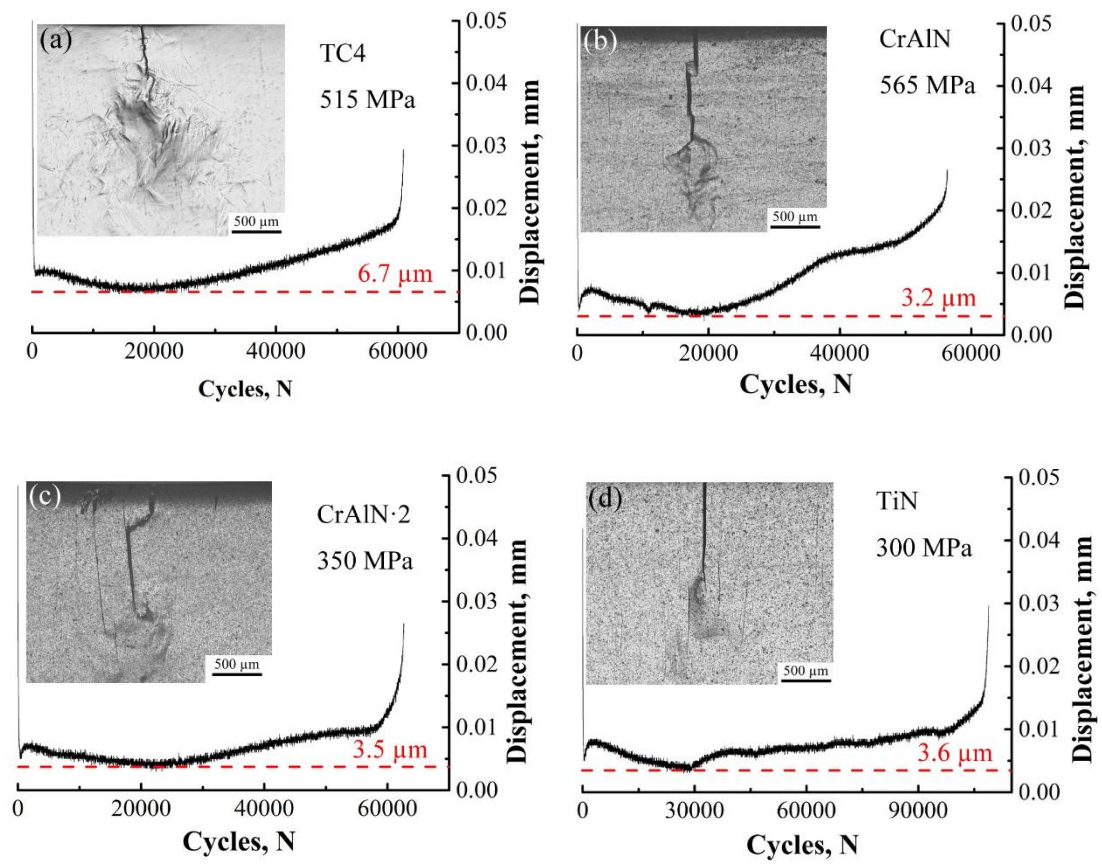 (a)
TC4
515 MPa
500 µm
6.7 µm
0.05
0.04
0.03
0.02
0.01
0.00
Displacement, mm
0 20000 40000 60000
Cycles, N
(b)
CrAlN
565 MPa
500 µm
3.2 µm
0.05
0.04
0.03
0.02
0.01
0.00
Displacement, mm
0 20000 40000 60000
Cycles, N
(c)
CrAlN·2
350 MPa
500 µm
3.5 µm
0.05
0.04
0.03
0.02
0.01
0.00
Displacement, mm
0 20000 40000 60000
Cycles, N
(d)
TiN
300 MPa
500 µm
3.6 µm
0.05
0.04
0.03
0.02
0.01
0.00
Displacement, mm
0 30000 60000 90000
Cycles, N